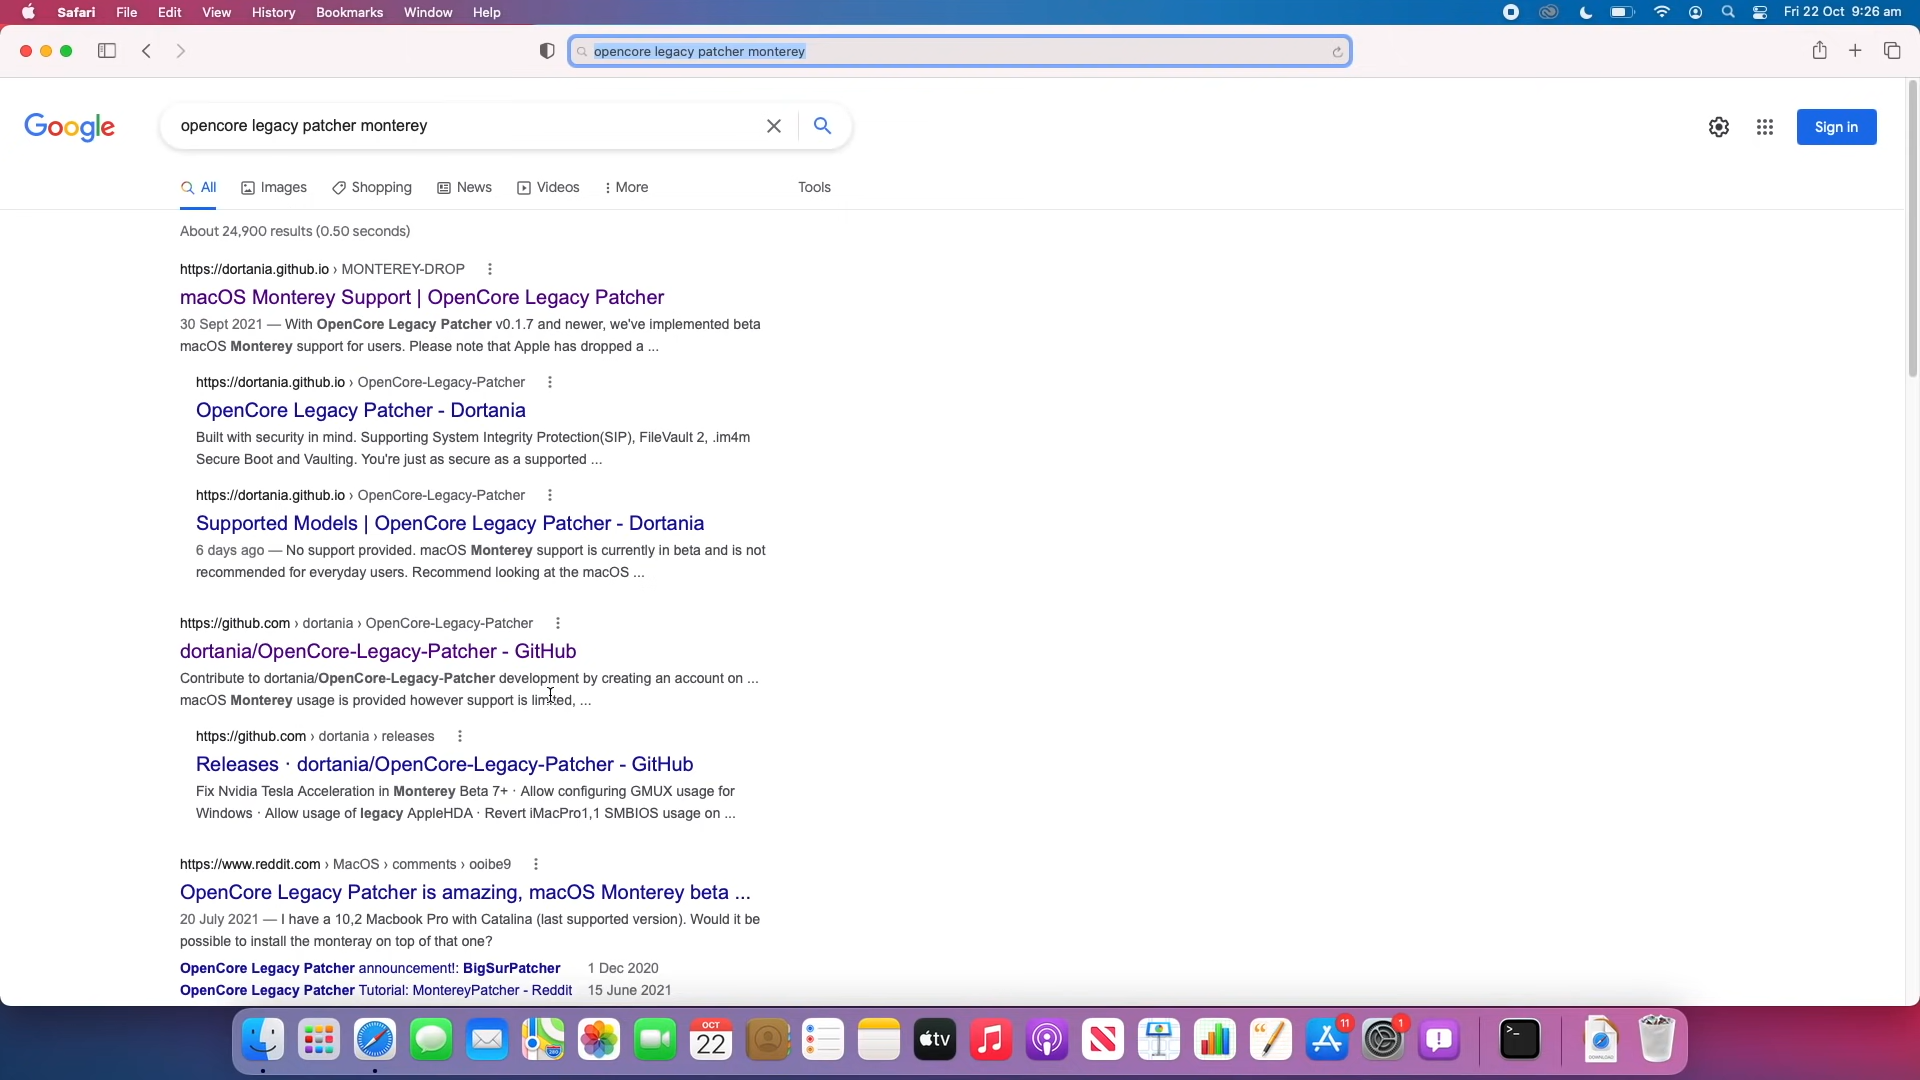 Safari File Edit View History Bookmarks Window Help
Fri 22 Oct 9:26 am
opencore legacy patcher monterey
Google
opencore legacy patcher monterey
Sign in
All Images Shopping News Videos More Tools
About 24,900 results (0.50 seconds)
https://dortania.github.io › MONTEREY-DROP
macOS Monterey Support | OpenCore Legacy Patcher
30 Sept 2021 — With OpenCore Legacy Patcher v0.1.7 and newer, we've implemented beta
macOS Monterey support for users. Please note that Apple has dropped a ...
https://dortania.github.io › OpenCore-Legacy-Patcher
OpenCore Legacy Patcher - Dortania
Built with security in mind. Supporting System Integrity Protection(SIP), FileVault 2, .im4m
Secure Boot and Vaulting. You're just as secure as a supported ...
https://dortania.github.io › OpenCore-Legacy-Patcher
Supported Models | OpenCore Legacy Patcher - Dortania
6 days ago — No support provided. macOS Monterey support is currently in beta and is not
recommended for everyday users. Recommend looking at the macOS ...
https://github.com › dortania › OpenCore-Legacy-Patcher
dortania/OpenCore-Legacy-Patcher - GitHub
Contribute to dortania/OpenCore-Legacy-Patcher development by creating an account on ...
macOS Monterey usage is provided however support is limited, ...
https://github.com › dortania › releases
Releases · dortania/OpenCore-Legacy-Patcher - GitHub
Fix Nvidia Tesla Acceleration in Monterey Beta 7+ · Allow configuring GMUX usage for
Windows · Allow usage of legacy AppleHDA · Revert iMacPro1,1 SMBIOS usage on ...
https://www.reddit.com › MacOS › comments › ooibe9
OpenCore Legacy Patcher is amazing, macOS Monterey beta ...
20 July 2021 — I have a 10,2 Macbook Pro with Catalina (last supported version). Would it be
possible to install the monteray on top of that one?
OpenCore Legacy Patcher announcement!: BigSurPatcher 1 Dec 2020
OpenCore Legacy Patcher Tutorial: MontereyPatcher - Reddit 15 June 2021
OCT
22
tv
11
1